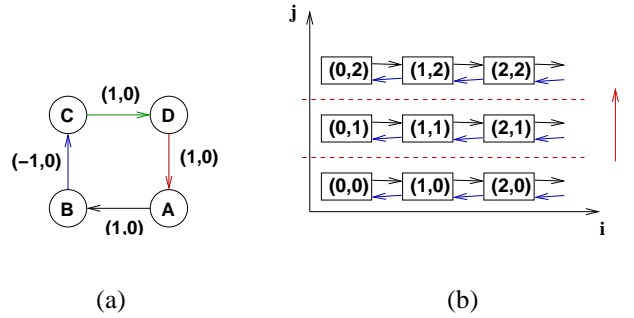 (1,0)
C
D
(−1,0)
(1,0)
B
A
(1,0)
(a)
j
(0,2)
(1,2)
(2,2)
(0,1)
(1,1)
(2,1)
(0,0)
(1,0)
(2,0)
i
(b)